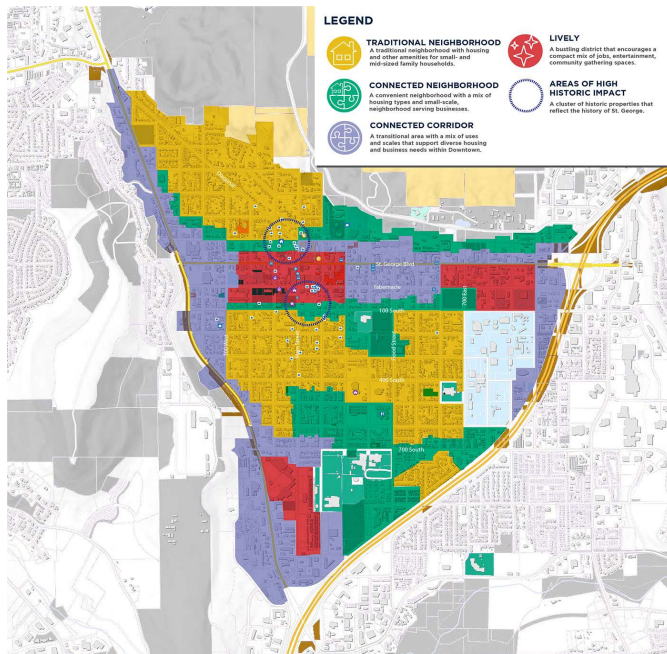 LEGEND
TRADITIONAL NEIGHBORHOOD
A traditional neighborhood with housing
and other amenities for small- and
mid-sized family households.
CONNECTED NEIGHBORHOOD
A convenient neighborhood with a mix of
housing types and small-scale,
neighborhood serving businesses.
CONNECTED CORRIDOR
A transitional area with a mix of uses
and scales that support diverse housing
and business needs within Downtown.
LIVELY
A bustling district that encourages a
compact mix of jobs, entertainment,
community gathering spaces.
AREAS OF HIGH
HISTORIC IMPACT
A cluster of historic properties that
reflect the history of St. George.
Diagonal
St. George Blvd
Tabernacle
700 East
100 South
400 South
700 South